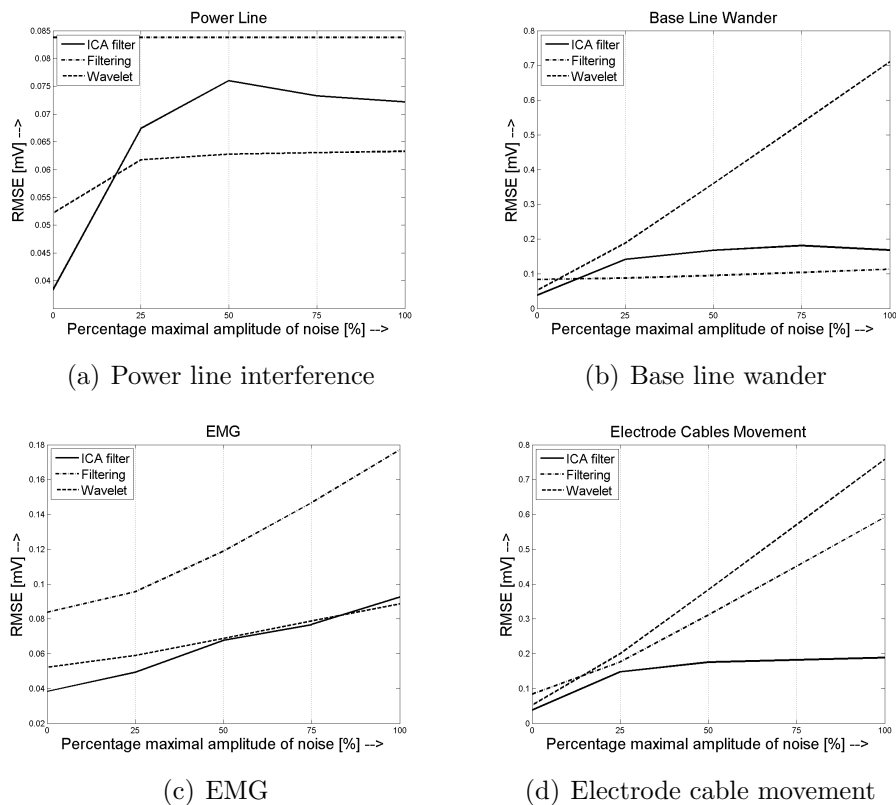 Power Line
0.085
0.08
0.075
0.07
0.065
0.06
0.055
0.05
0.045
0.04
RMSE [mV] -->
ICA filter
Filtering
Wavelet
0 25 50 75 100
Percentage maximal amplitude of noise [%] -->
(a) Power line interference
Base Line Wander
0.8
0.7
0.6
0.5
0.4
0.3
0.2
0.1
0
RMSE [mV] -->
ICA filter
Filtering
Wavelet
0 25 50 75 100
Percentage maximal amplitude of noise [%] -->
(b) Base line wander
EMG
0.18
0.16
0.14
0.12
0.1
0.08
0.06
0.04
0.02
RMSE [mV] -->
ICA filter
Filtering
Wavelet
0 25 50 75 100
Percentage maximal amplitude of noise [%] -->
(c) EMG
Electrode Cables Movement
0.8
0.7
0.6
0.5
0.4
0.3
0.2
0.1
0
RMSE [mV] -->
ICA filter
Filtering
Wavelet
0 25 50 75 100
Percentage maximal amplitude of noise [%] -->
(d) Electrode cable movement